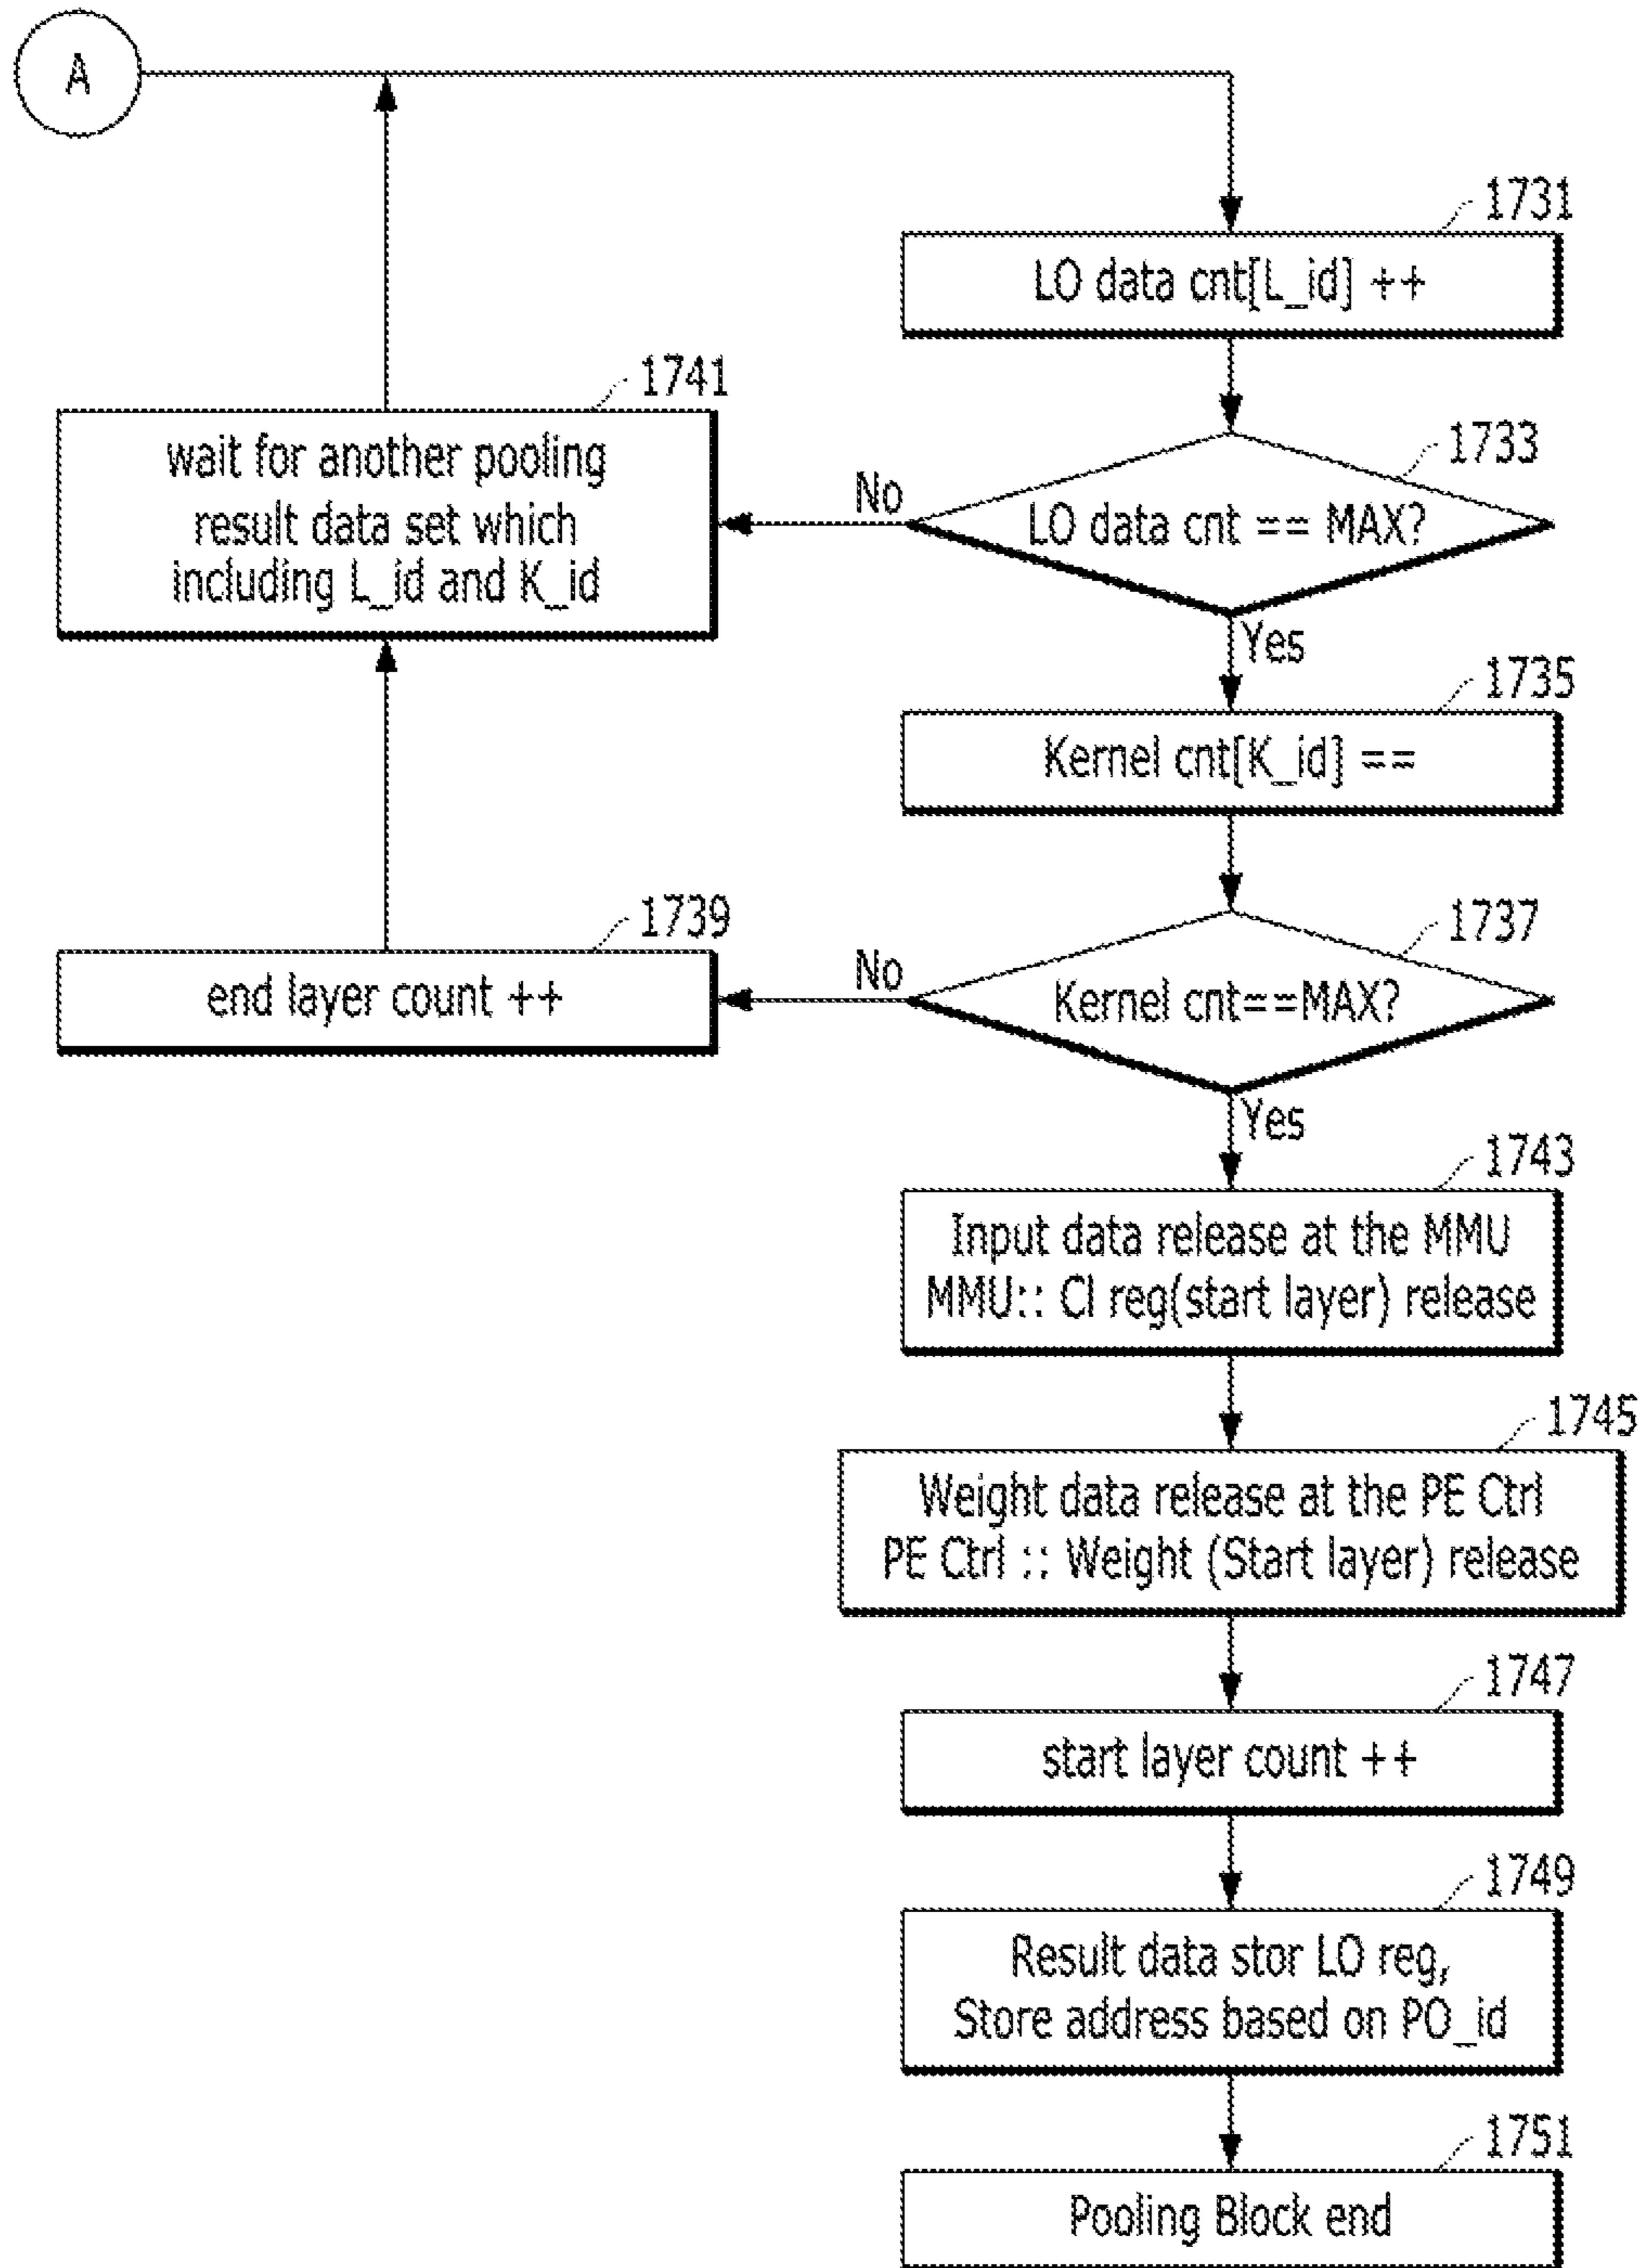 A
1731
LO data cnt[L_id] ++
1741
wait for another pooling
result data set which
including L_id and K_id
1733
No
LO data cnt == MAX?
Yes
1735
Kernel cnt[K_id] ==
1739
end layer count ++
1737
No
Kernel cnt==MAX?
Yes
1743
Input data release at the MMU
MMU:: CI reg(start layer) release
1745
Weight data release at the PE Ctrl
PE Ctrl :: Weight (Start layer) release
1747
start layer count ++
1749
Result data stor LO reg,
Store address based on PO_id
1751
Pooling Block end